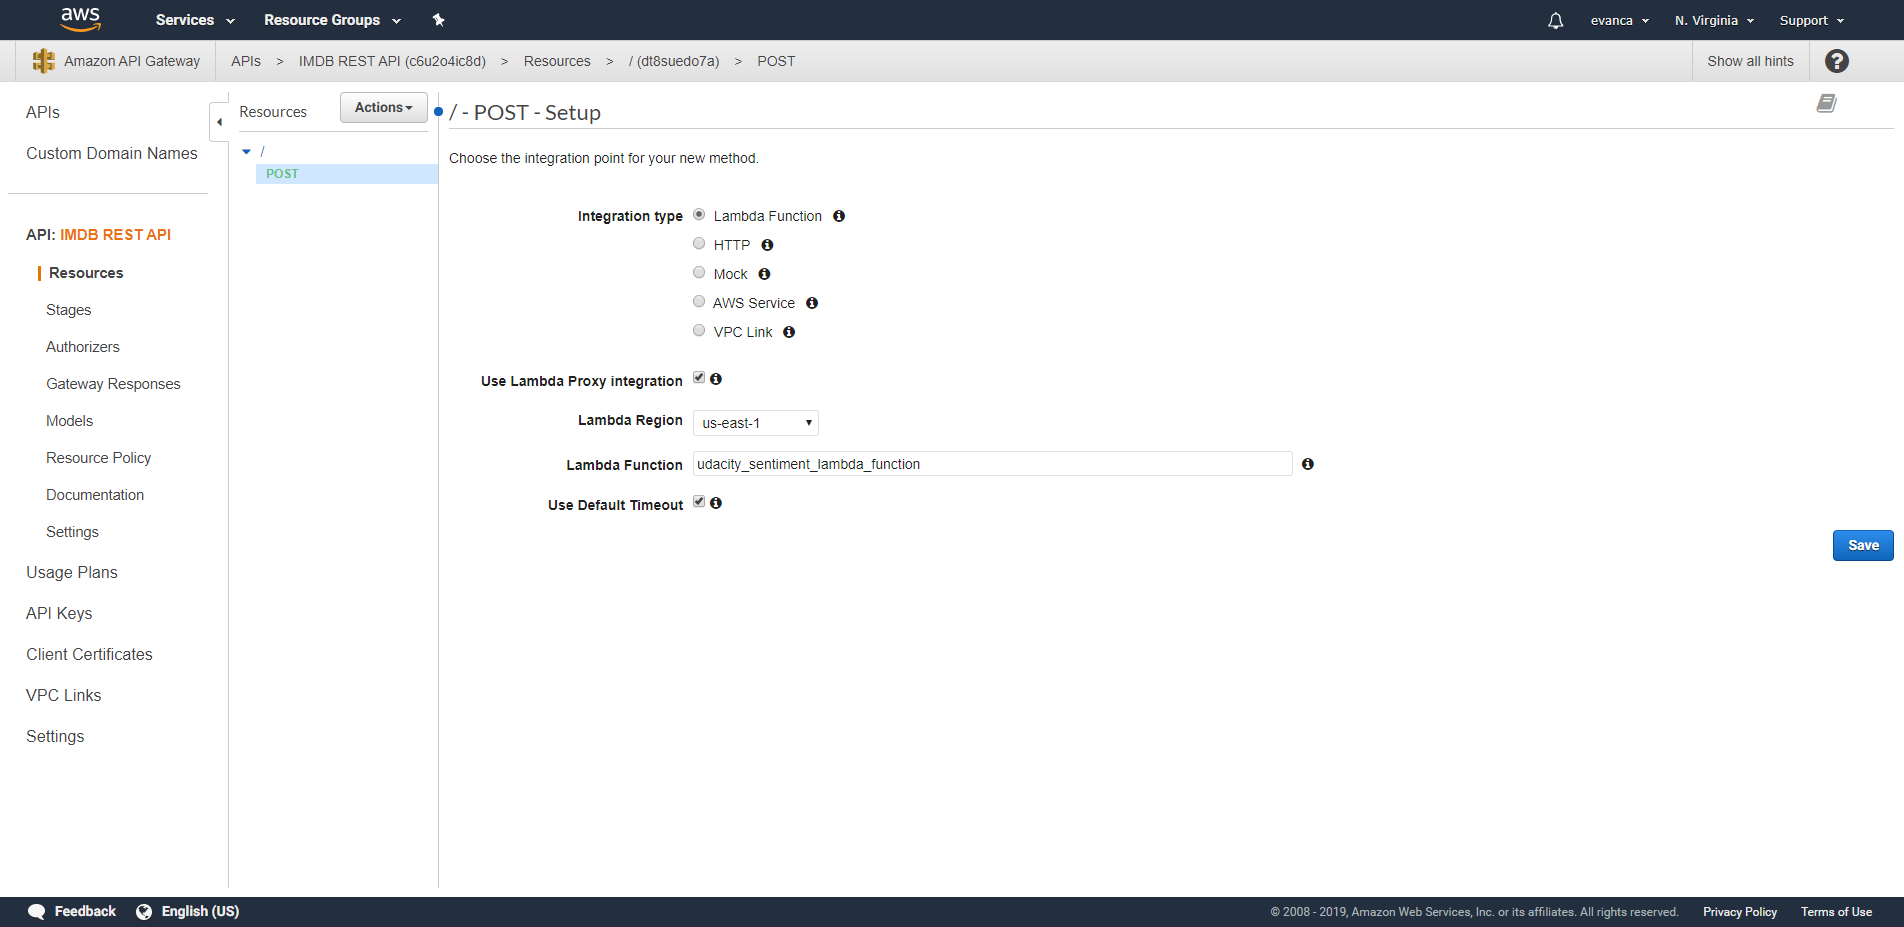 aws Services Resource Groups evanca N. Virginia Support
Amazon API Gateway APIs > IMDB REST API (c6u2o4ic8d) > Resources > / (dt8suedo7a) > POST Show all hints ?
APIs
Custom Domain Names
API: IMDB REST API
Resources
Stages
Authorizers
Gateway Responses
Models
Resource Policy
Documentation
Settings
Usage Plans
API Keys
Client Certificates
VPC Links
Settings
Resources Actions
/
POST
/ - POST - Setup
Choose the integration point for your new method.
Integration type Lambda Function
HTTP
Mock
AWS Service
VPC Link
Use Lambda Proxy integration
Lambda Region us-east-1
Lambda Function udacity_sentiment_lambda_function
Use Default Timeout
Save
Feedback English (US) © 2008 - 2019, Amazon Web Services, Inc. or its affiliates. All rights reserved. Privacy Policy Terms of Use